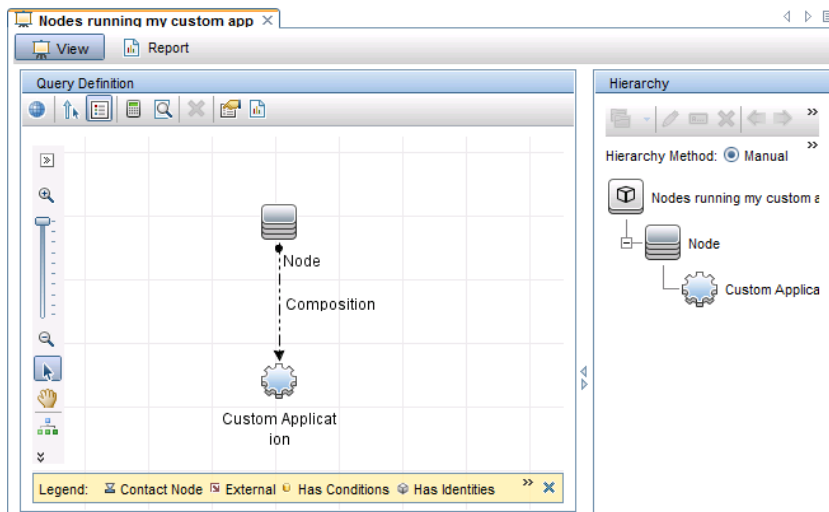 Nodes running my custom app
View
Report
Query Definition
Hierarchy
Hierarchy Method: Manual
Nodes running my custom a
Node
Custom Applica
Node
Composition
Custom Applicat
ion
Legend: Contact Node External Has Conditions Has Identities